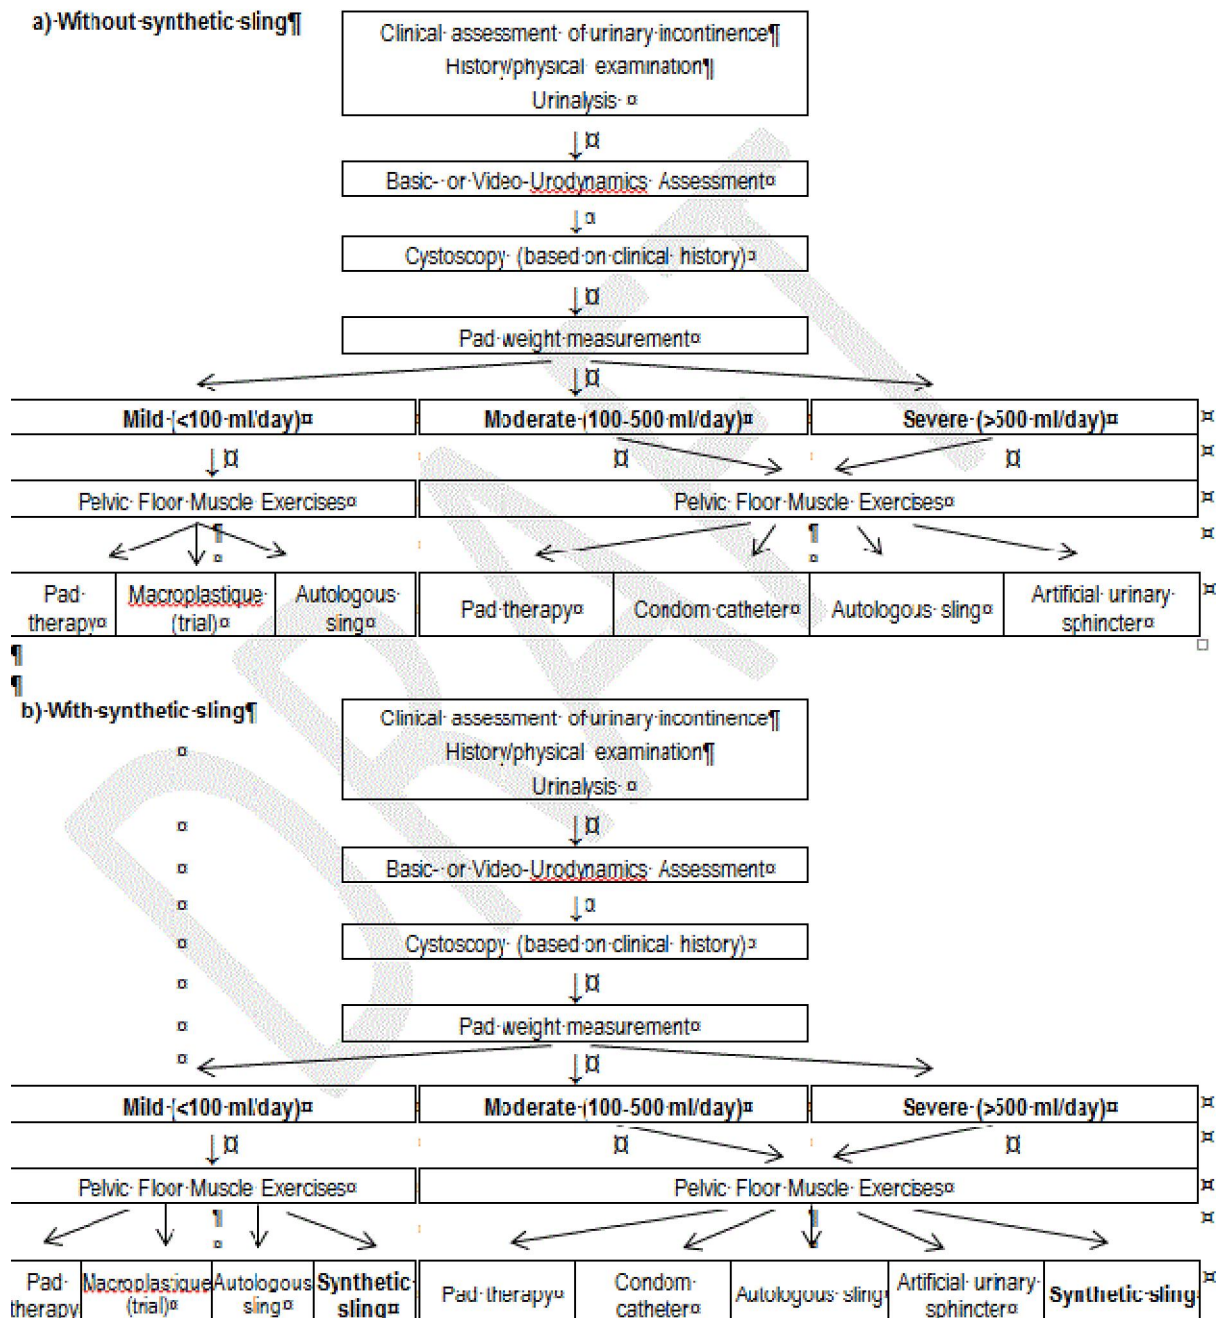 a) Without synthetic sling¶
Clinical assessment of urinary incontinence¶
History/physical examination¶
Urinalysis ¤
↓¤
Basic- or Video-Urodynamics Assessment¤
↓¤
Cystoscopy (based on clinical history)¤
↓¤
Pad weight measurement¤
↓¤
Mild (<100 ml/day)¤ Moderate (100-500 ml/day)¤ Severe (>500 ml/day)¤ ¤
↓¤ ¤ ¤ ¤
Pelvic Floor Muscle Exercises¤ Pelvic Floor Muscle Exercises¤ ¤
¶ ¶ ¤
¤ ¤
Pad therapy¤ Macroplastique (trial)¤ Autologous sing¤ Pad therapy¤ Condom catheter¤ Autologous sling¤ Artificial urinary sphincter¤ ¤
¶
¶
b) With synthetic sling¶
Clinical assessment of urinary incontinence¶
¤ History/physical examination¶
Urinalysis ¤
¤ ↓¤
¤ Basic- or Video-Urodynamics Assessment¤
¤ ↓¤
¤ Cystoscopy (based on clinical history)¤
¤ ↓¤
¤ Pad weight measurement¤
¤ ↓¤
Mild (<100 ml/day)¤ Moderate (100-500 ml/day)¤ Severe (>500 ml/day)¤ ¤
↓¤ ¤ ¤ ¤
Pelvic Floor Muscle Exercises¤ Pelvic Floor Muscle Exercises¤ ¤
¶ ¶ ¤
¤
Pad therapy Macroplastique (trial)¤ Autologous sling¤ Synthetic sling¤ Pad therapy¤ Condom catheter¤ Autologous sling Artificial urinary sphincter¤ Synthetic sling ¤
DRAFT